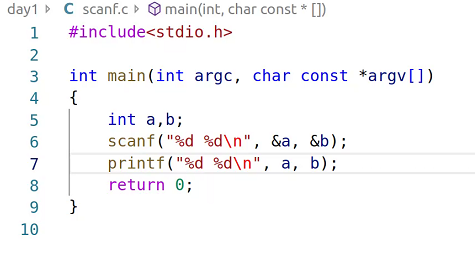 day1 > C scanf.c > main(int, char const * [])
1 #include<stdio.h>
2
3 int main(int argc, char const *argv[])
4 {
5 int a,b;
6 scanf("%d %d\n", &a, &b);
7 printf("%d %d\n", a, b);
8 return 0;
9 }
10